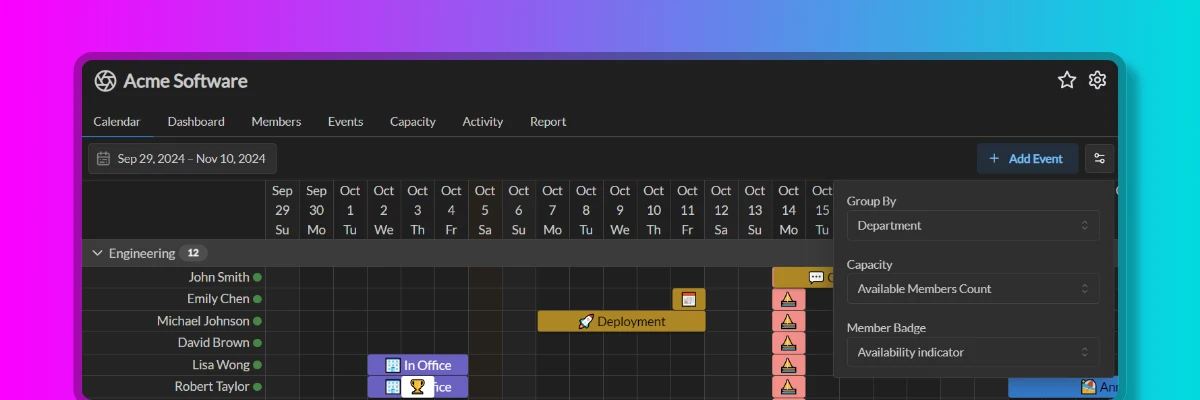 Acme Software
Calendar Dashboard Members Events Capacity Activity Report
Sep 29, 2024 – Nov 10, 2024
+ Add Event
Sep Sep Oct Oct Oct Oct Oct Oct Oct Oct Oct Oct Oct Oct Oct Oct Oct
29 30 1 2 3 4 5 6 7 8 9 10 11 12 13 14 15
Su Mo Tu We Th Fr Sa Su Mo Tu We Th Fr Sa Su Mo Tu
Group By
Department
Engineering 12
Capacity
John Smith
Available Members Count
Emily Chen
Michael Johnson Deployment
Member Badge
David Brown
Availability indicator
Lisa Wong In Office
Robert Taylor